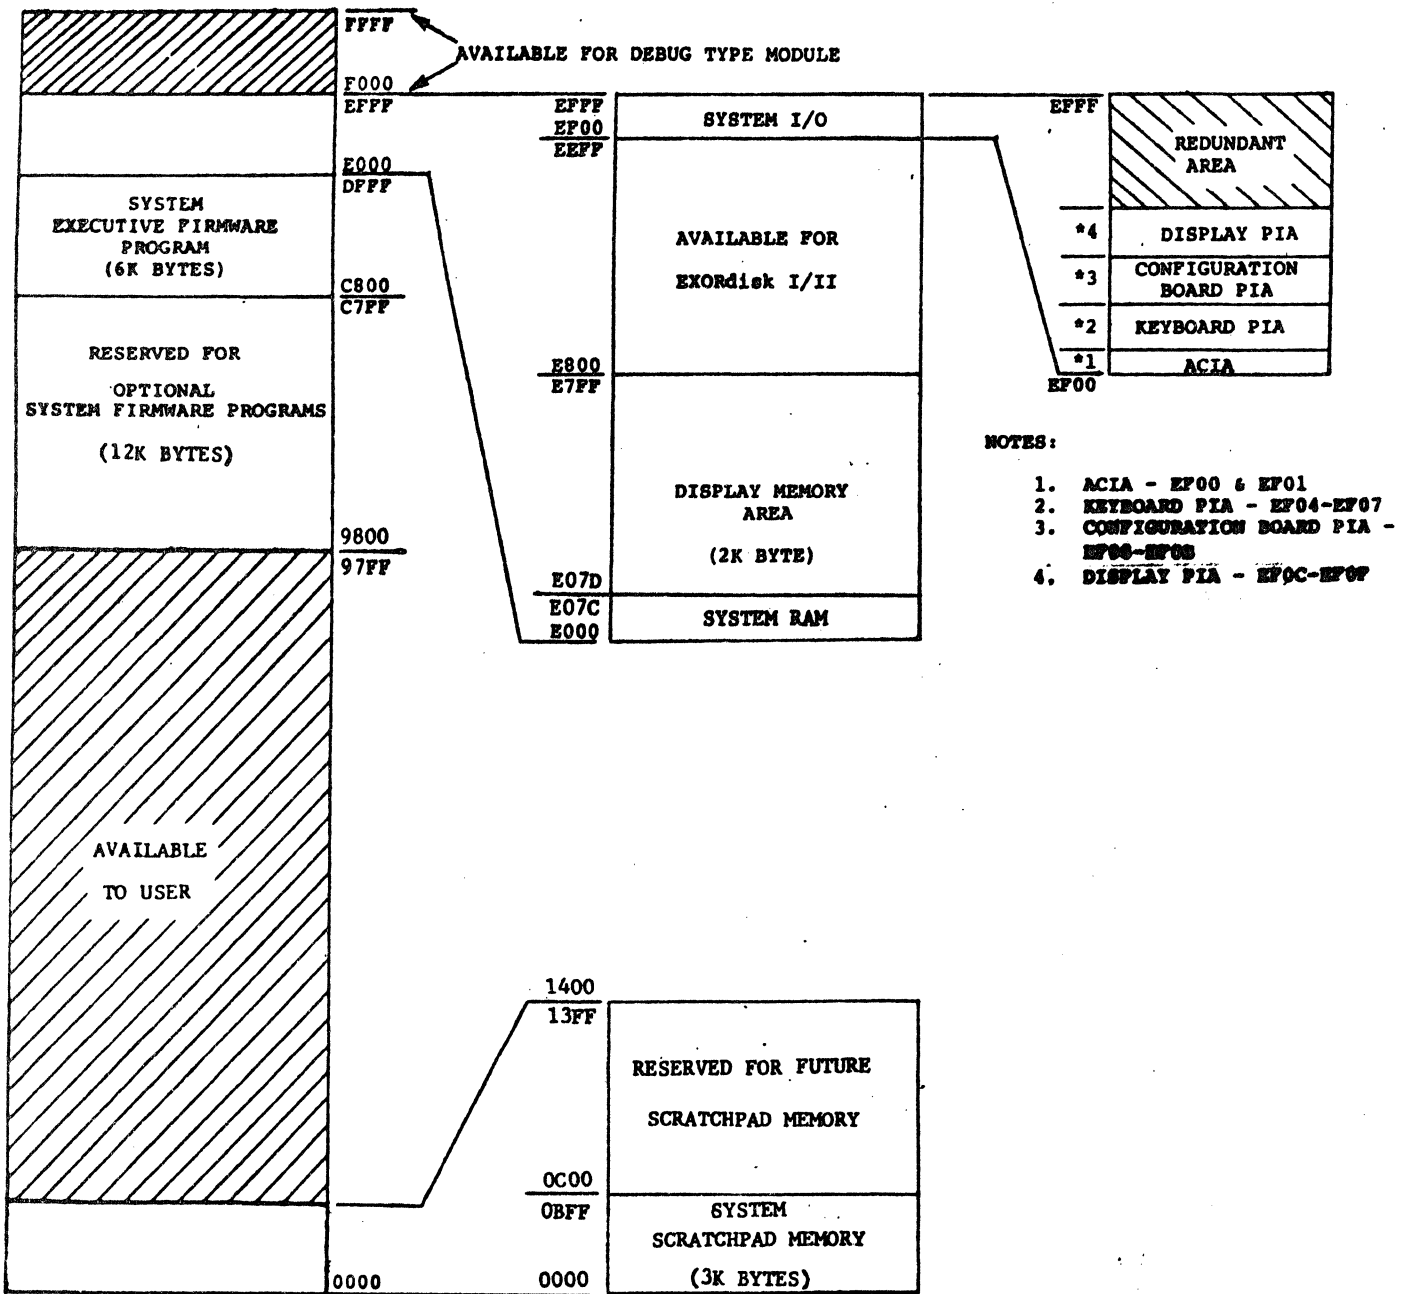 FFFF
AVAILABLE FOR DEBUG TYPE MODULE
F000
EFFF
E000
DFFF
SYSTEM
EXECUTIVE FIRMWARE
PROGRAM
(6K BYTES)
C800
C7FF
RESERVED FOR
OPTIONAL
SYSTEM FIRMWARE PROGRAMS
(12K BYTES)
9800
97FF
AVAILABLE
TO USER
0000
EFFF
SYSTEM I/O
EF00
EEFF
AVAILABLE FOR
EXORdisk I/II
E800
E7FF
DISPLAY MEMORY
AREA
(2K BYTE)
E07D
E07C
SYSTEM RAM
E000
EFFF
REDUNDANT
AREA
*4 DISPLAY PIA
*3 CONFIGURATION
BOARD PIA
*2 KEYBOARD PIA
*1 ACIA
EF00
NOTES:
1. ACIA - EF00 & EF01
2. KEYBOARD PIA - EF04-EF07
3. CONFIGURATION BOARD PIA -
EF08-EF0B
4. DISPLAY PIA - EF0C-EF0F
1400
13FF
RESERVED FOR FUTURE
SCRATCHPAD MEMORY
0C00
0BFF
SYSTEM
SCRATCHPAD MEMORY
(3K BYTES)
0000